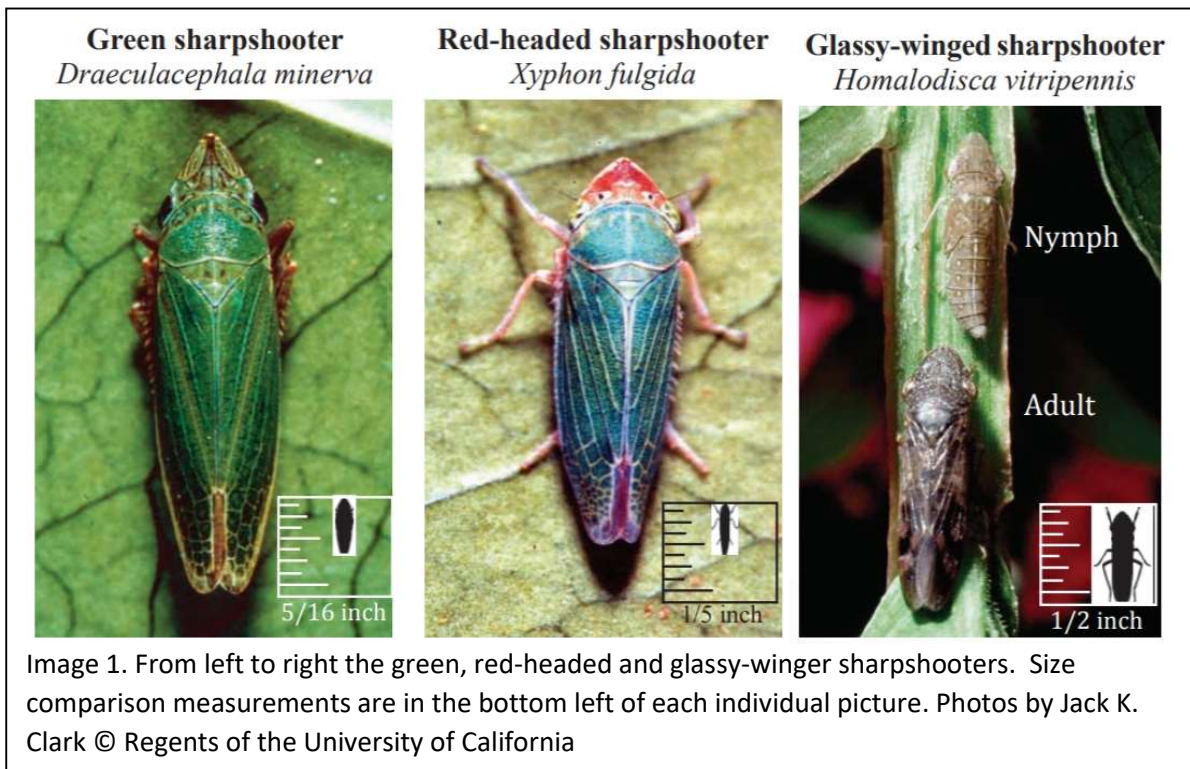 Green sharpshooter
Draeculacephala minerva
Red-headed sharpshooter
Xyphon fulgida
Glassy-winged sharpshooter
Homalodisca vitripennis
Nymph
Adult
5/16 inch
1/5 inch
1/2 inch
Image 1. From left to right the green, red-headed and glassy-winger sharpshooters. Size
comparison measurements are in the bottom left of each individual picture. Photos by Jack K.
Clark © Regents of the University of California